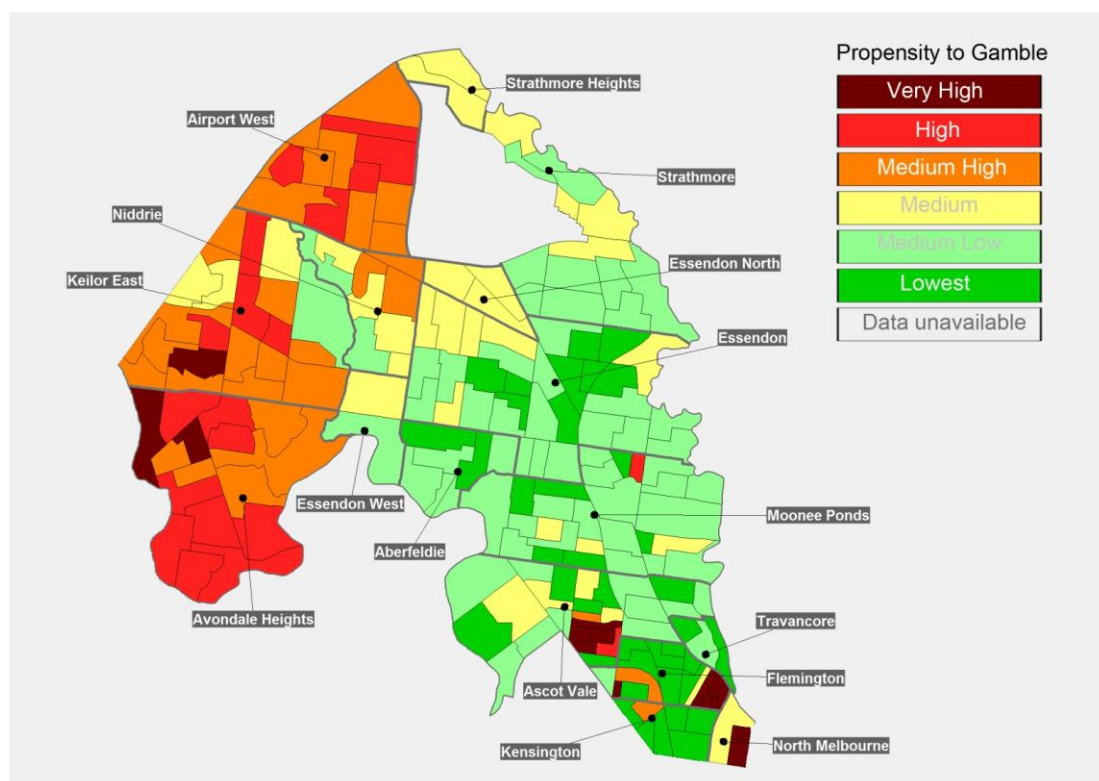 Propensity to Gamble
Very High
High
Medium High
Medium
Medium Low
Lowest
Data unavailable
Strathmore Heights
Airport West
Strathmore
Niddrie
Essendon North
Keilor East
Essendon
Essendon West
Moonee Ponds
Aberfeldie
Avondale Heights
Travancore
Flemington
Ascot Vale
Kensington
North Melbourne